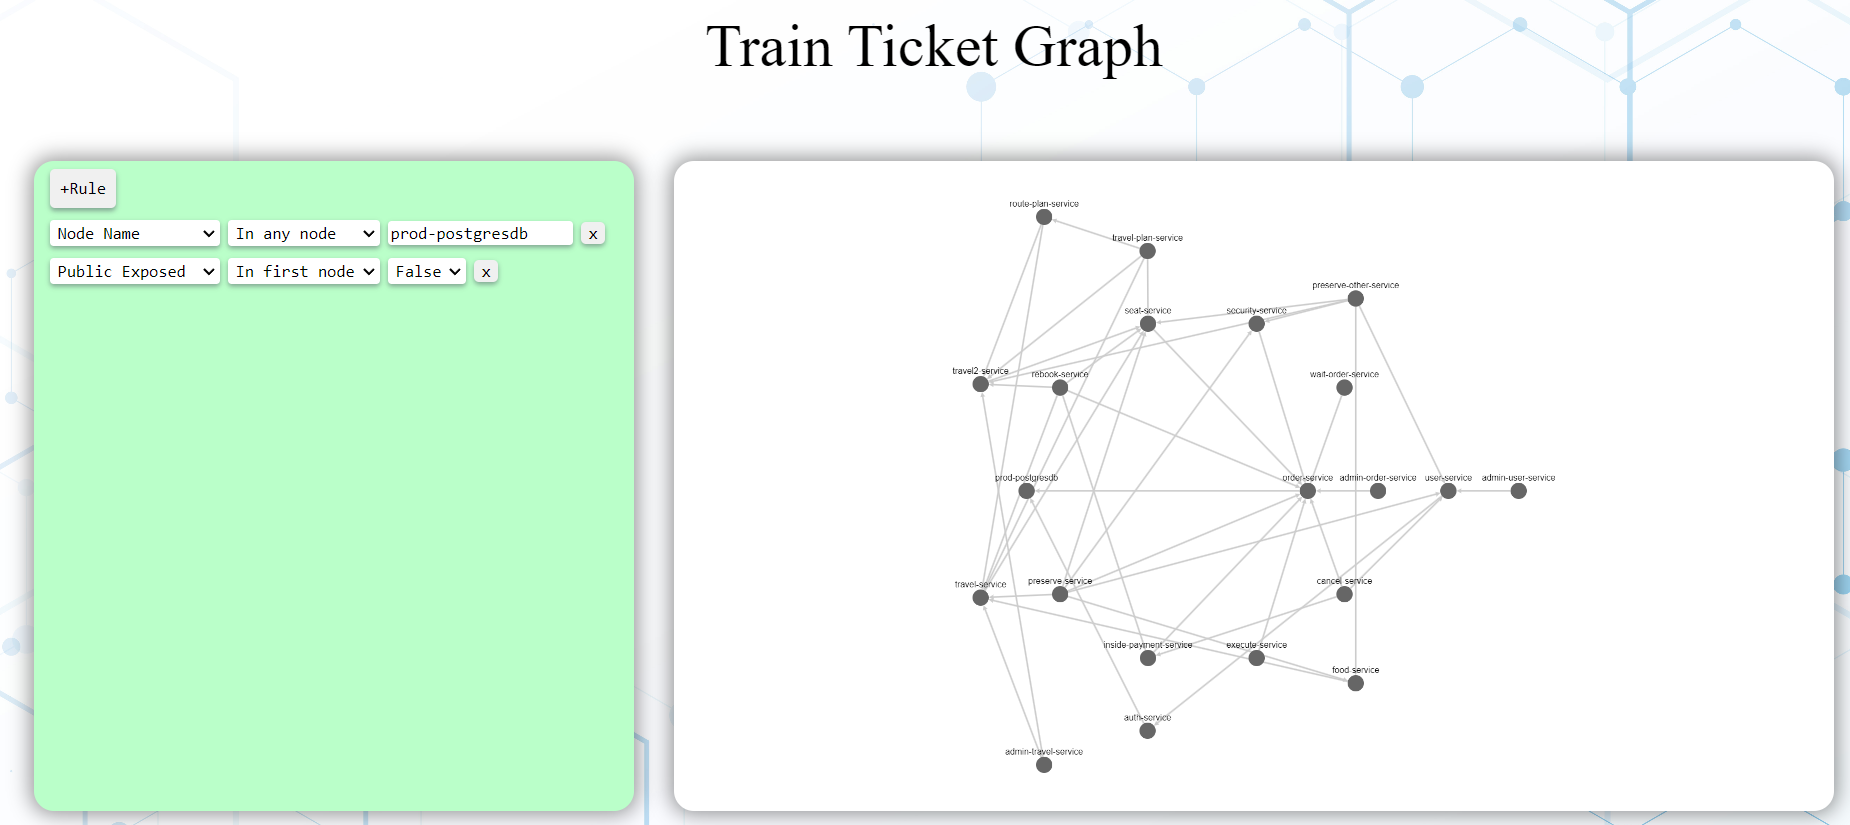 Train Ticket Graph
+Rule
Node Name In any node prod-postgresdb x
Public Exposed In first node False x
route-plan-service
travel-plan-service
preserve-other-service
seat-service security-service
travel2-service rebook-service wait-order-service
prod-postgresdb order-service admin-order-service user-service admin-user-service
travel-service preserve-service cancel-service
inside-payment-service execute-service
food-service
auth-service
admin-travel-service